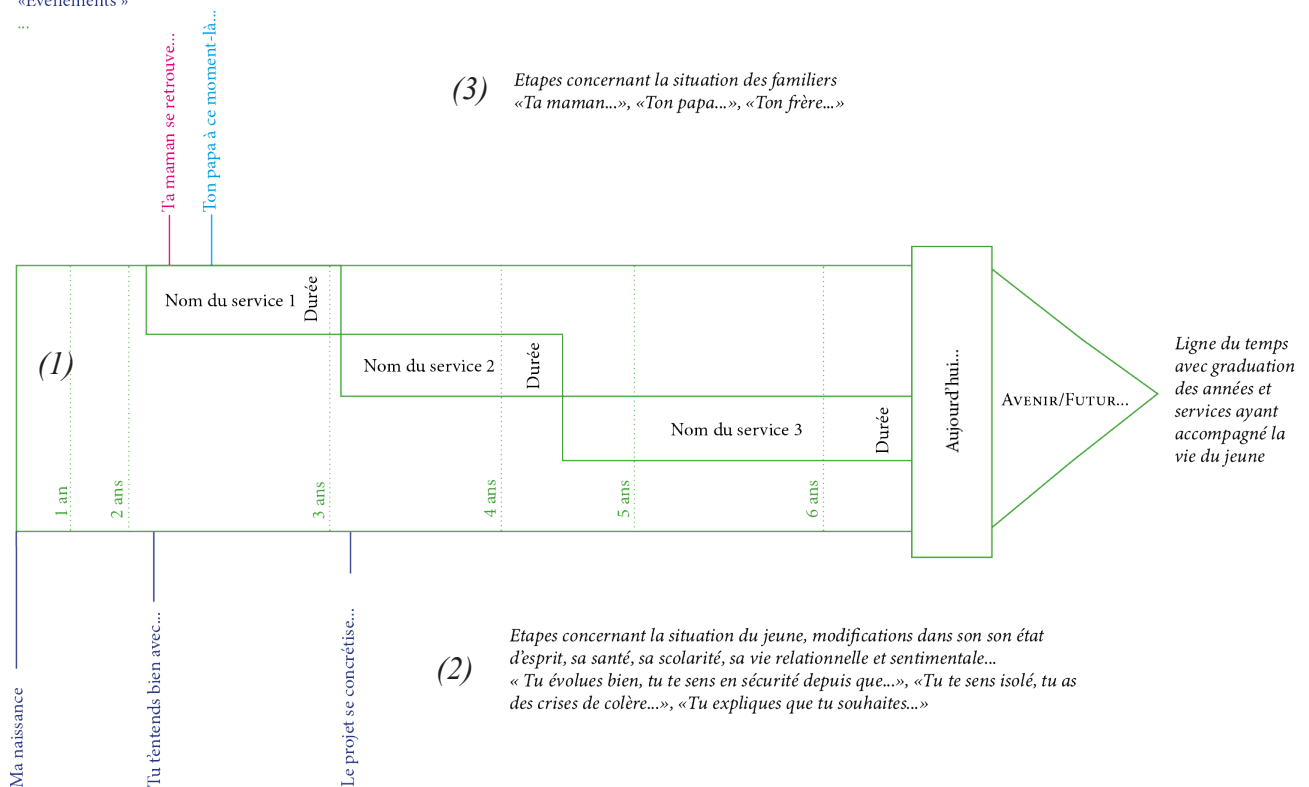 «Evénements »
...
Ta maman se retrouve...
Ton papa à ce moment-là...
(3)
Etapes concernant la situation des familiers
«Ta maman...», «Ton papa...», «Ton frère...»
(1)
Nom du service 1
Durée
Nom du service 2
Durée
Nom du service 3
Durée
1 an
2 ans
3 ans
4 ans
5 ans
6 ans
Aujourd'hui...
Avenir/Futur...
Ligne du temps
avec graduation
des années et
services ayant
accompagné la
vie du jeune
Ma naissance
Tu t'entends bien avec...
Le projet se concrétise...
(2)
Etapes concernant la situation du jeune, modifications dans son son état
d'esprit, sa santé, sa scolarité, sa vie relationnelle et sentimentale...
« Tu évolues bien, tu te sens en sécurité depuis que...», «Tu te sens isolé, tu as
des crises de colère...», «Tu expliques que tu souhaites...»